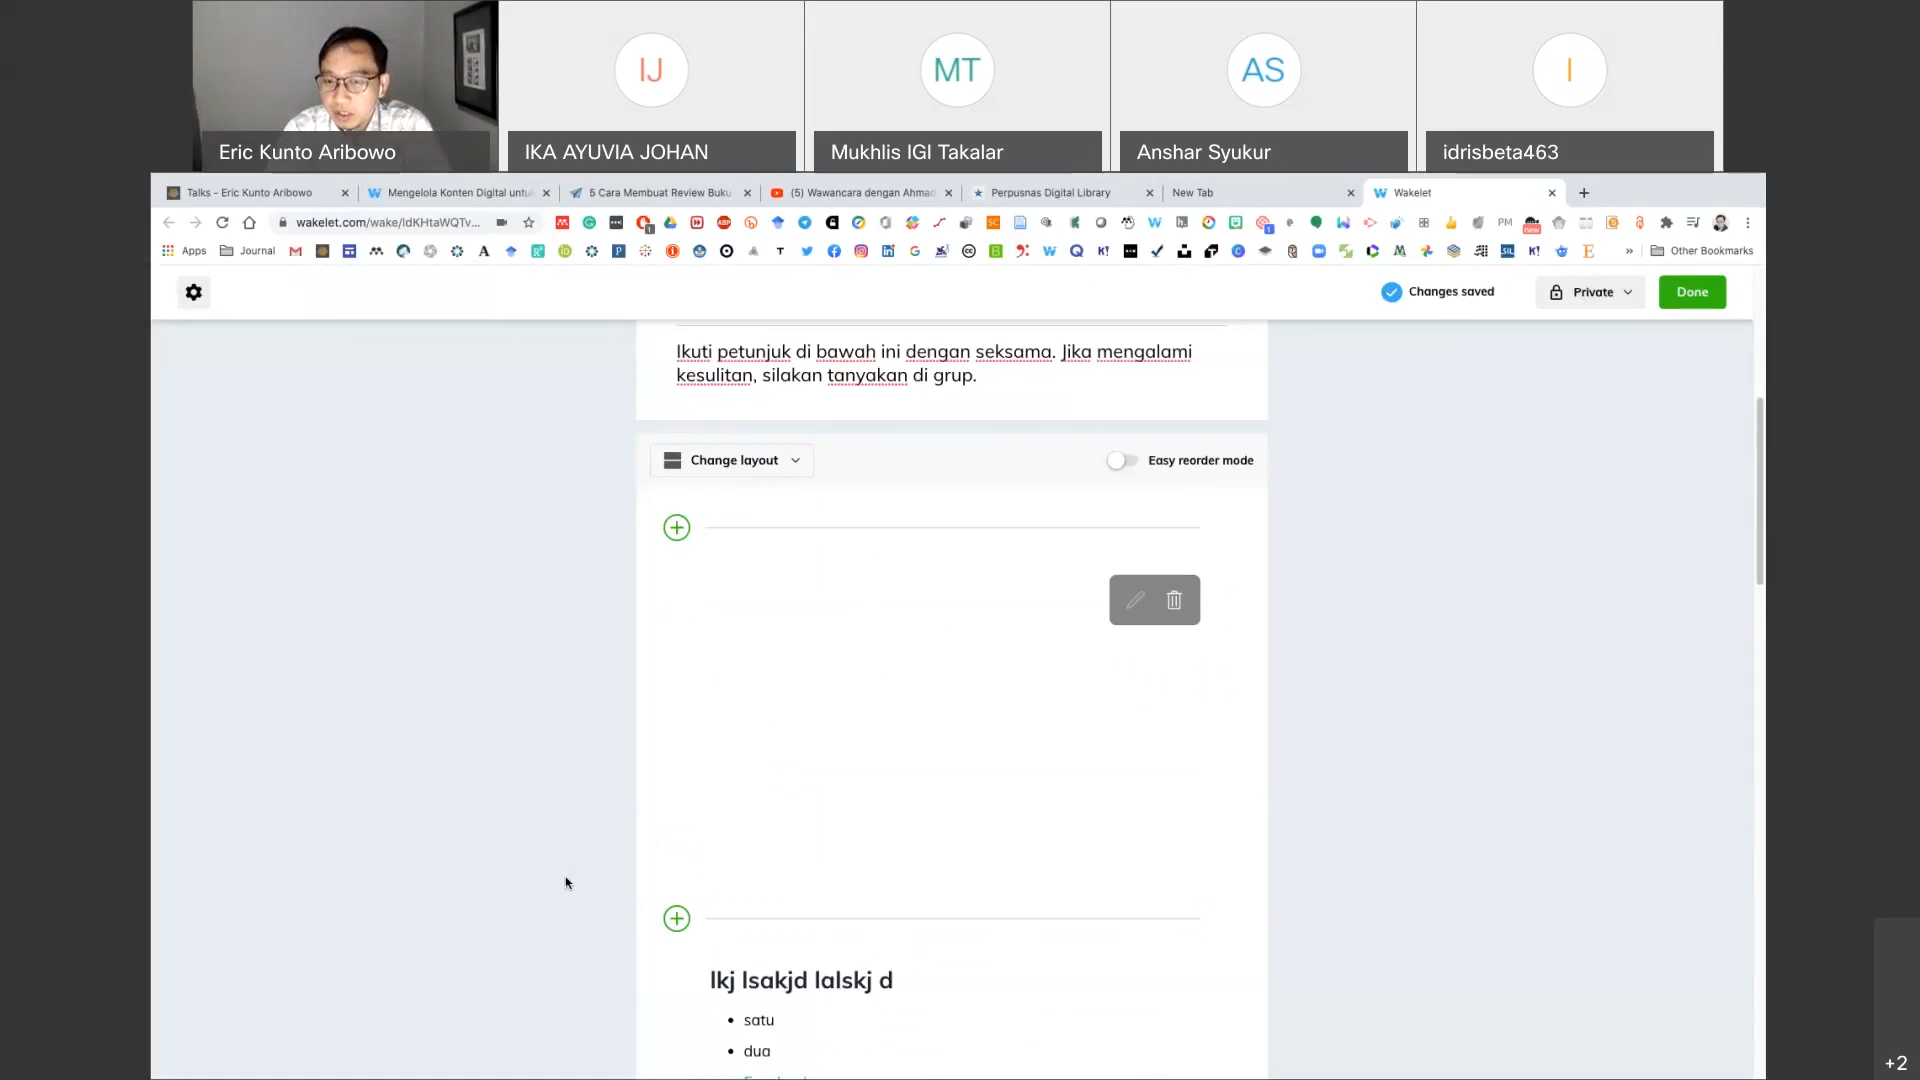 IJ
MT
AS
I
Eric Kunto Aribowo
IKA AYUVIA JOHAN
Mukhlis IGI Takalar
Anshar Syukur
idrisbeta463
Talks - Eric Kunto Aribowo
Mengelola Konten Digital untu
5 Cara Membuat Review Buku
(5) Wawancara dengan Ahmad
Perpusnas Digital Library
New Tab
Wakelet
wakelet.com/wake/ldKHtaWQTv...
Apps
Journal
Other Bookmarks
Changes saved
Private
Done
Ikuti petunjuk di bawah ini dengan seksama. Jika mengalami
kesulitan, silakan tanyakan di grup.
Change layout
Easy reorder mode
lkj lsakjd lalskj d
• satu
• dua
+2